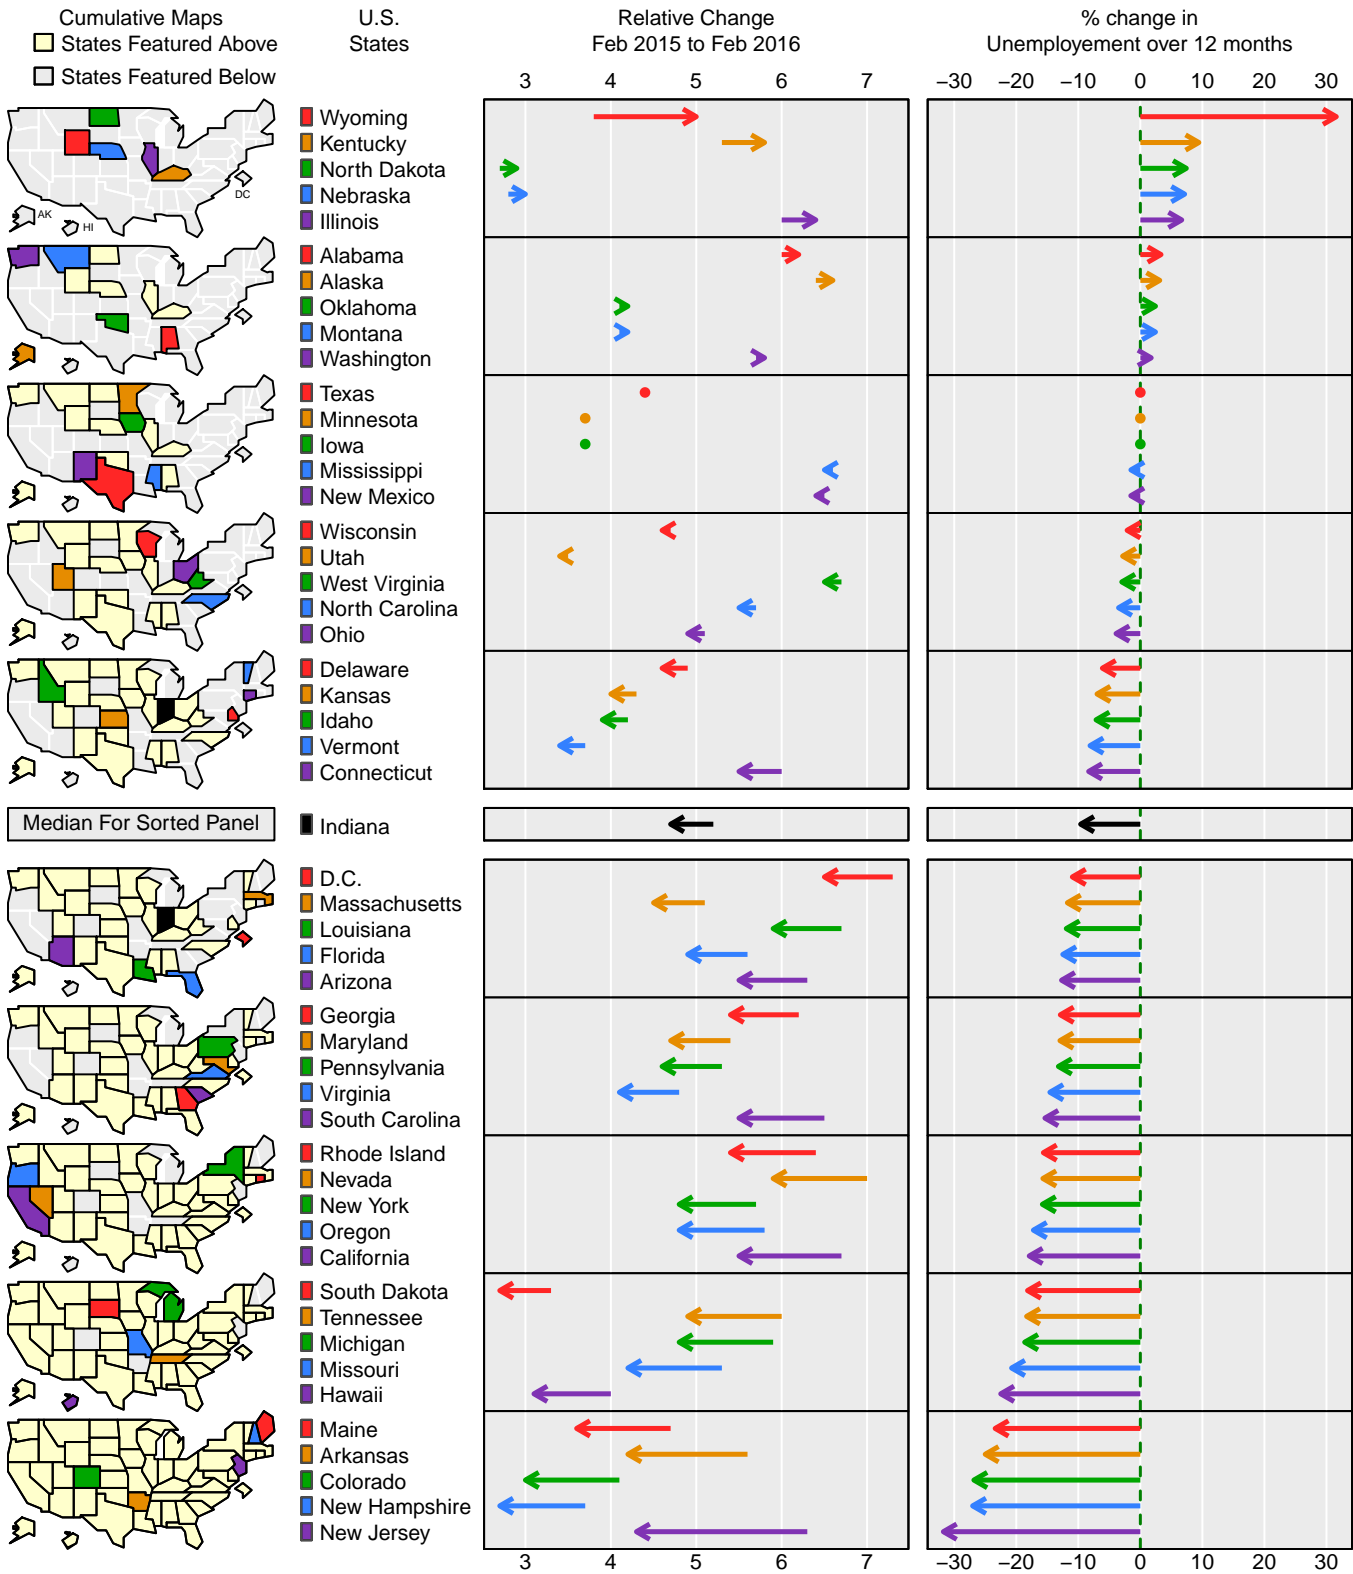 Cumulative Maps
States Featured Above
States Featured Below
U.S.
States
Relative Change
Feb 2015 to Feb 2016
% change in
Unemployement over 12 months
3 4 5 6 7
−30 −20 −10 0 10 20 30
AK
HI
DC
Wyoming
Kentucky
North Dakota
Nebraska
Illinois
Alabama
Alaska
Oklahoma
Montana
Washington
Texas
Minnesota
Iowa
Mississippi
New Mexico
Wisconsin
Utah
West Virginia
North Carolina
Ohio
Delaware
Kansas
Idaho
Vermont
Connecticut
Median For Sorted Panel
Indiana
D.C.
Massachusetts
Louisiana
Florida
Arizona
Georgia
Maryland
Pennsylvania
Virginia
South Carolina
Rhode Island
Nevada
New York
Oregon
California
South Dakota
Tennessee
Michigan
Missouri
Hawaii
Maine
Arkansas
Colorado
New Hampshire
New Jersey
3 4 5 6 7
−30 −20 −10 0 10 20 30